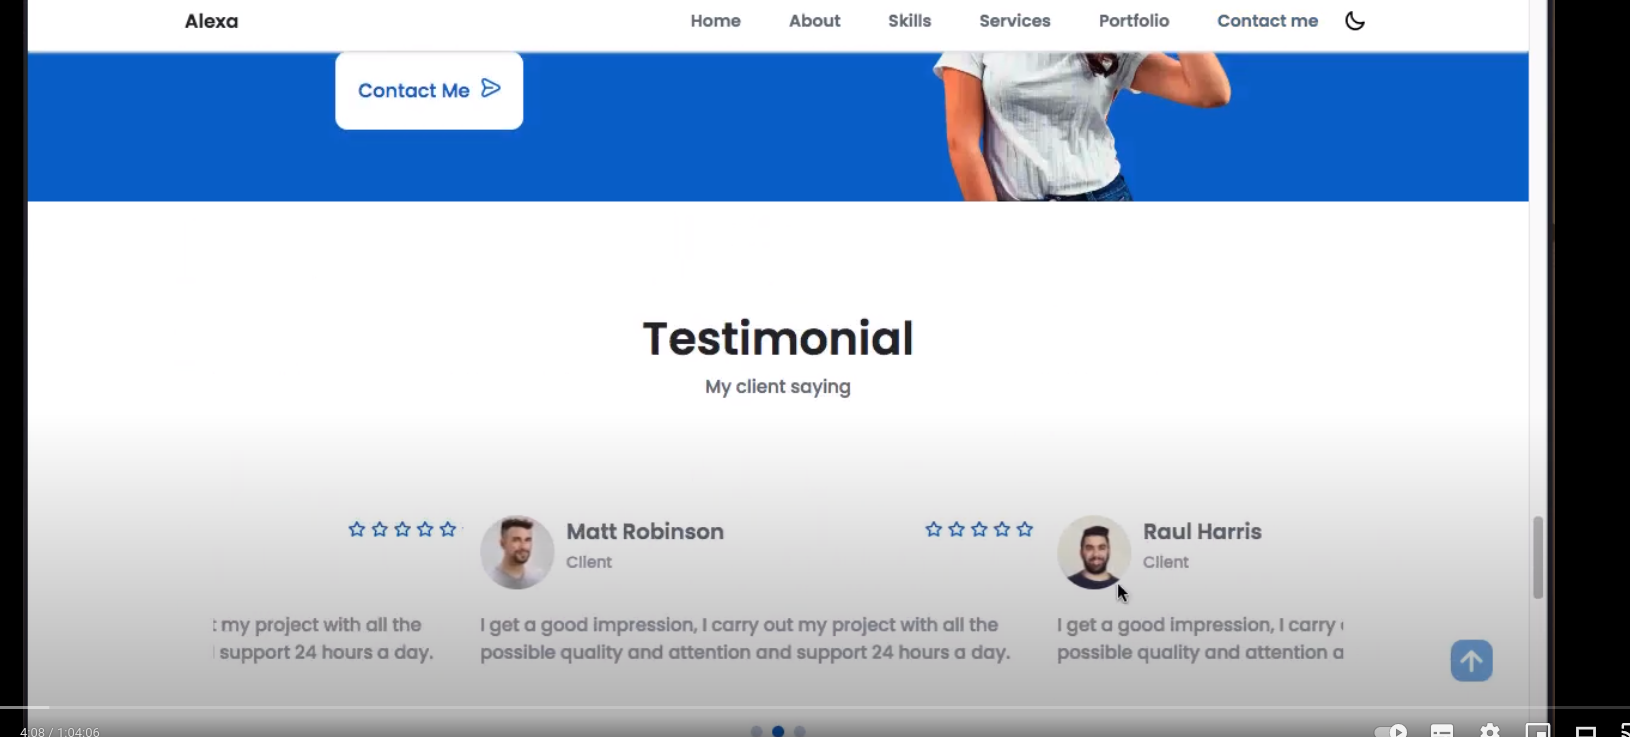 Alexa Home About Skills Services Portfolio Contact me
Contact Me
Testimonial
My client saying
Matt Robinson
Client
Raul Harris
Client
t my project with all the
support 24 hours a day.
I get a good impression, I carry out my project with all the
possible quality and attention and support 24 hours a day.
I get a good impression, I carry
possible quality and attention a
4:08 / 1:04:06